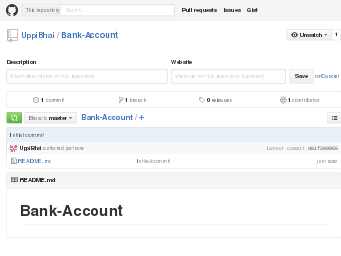 This repository Search Pull requests Issues Gist
UppiBhai / Bank-Account Unwatch 1
Description Website
Short description of this repository Website for this repository (optional) Save or Cancel
1 commit 1 branch 0 releases 1 contributor
Branch: master Bank-Account / +
Initial commit
UppiBhai authored just now latest commit
README.md Initial commit just now
README.md
Bank-Account